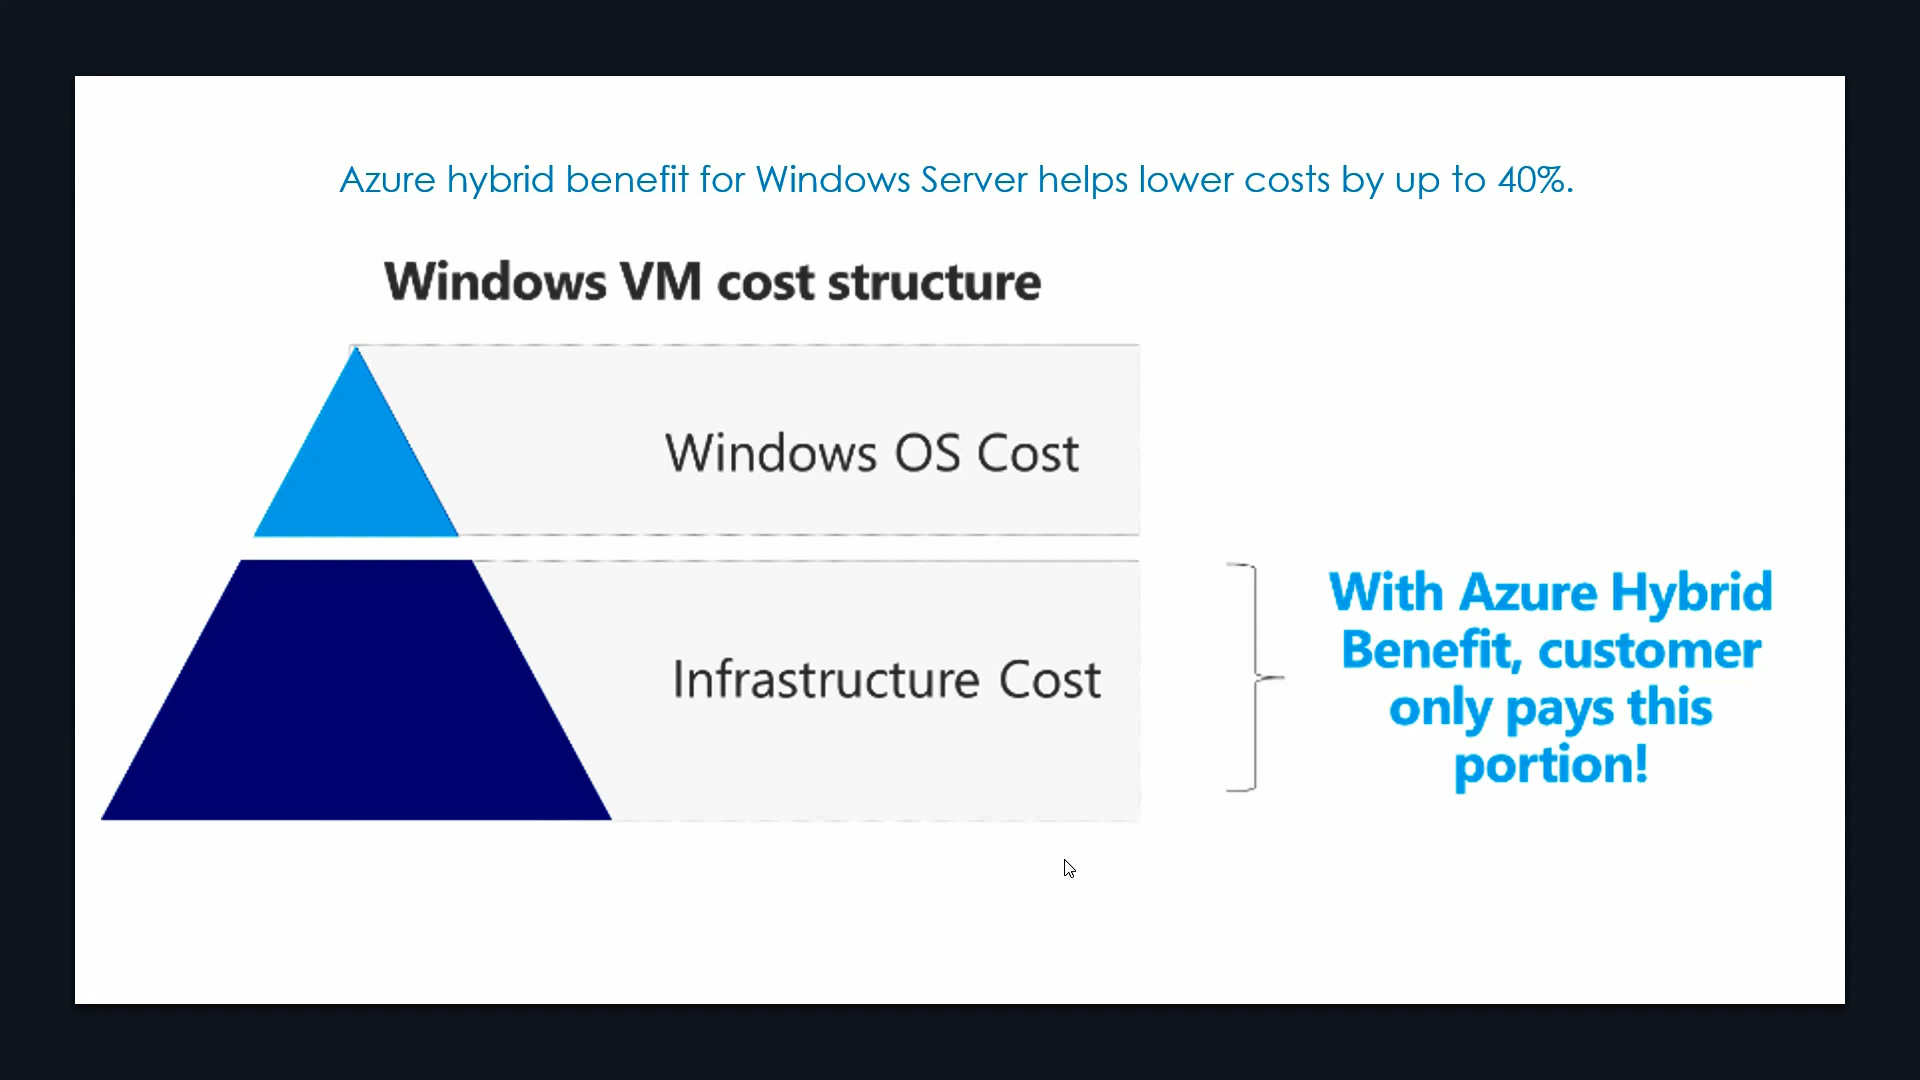 Azure hybrid benefit for Windows Server helps lower costs by up to 40%.
Windows VM cost structure
Windows OS Cost
Infrastructure Cost
With Azure Hybrid
Benefit, customer
only pays this
portion!